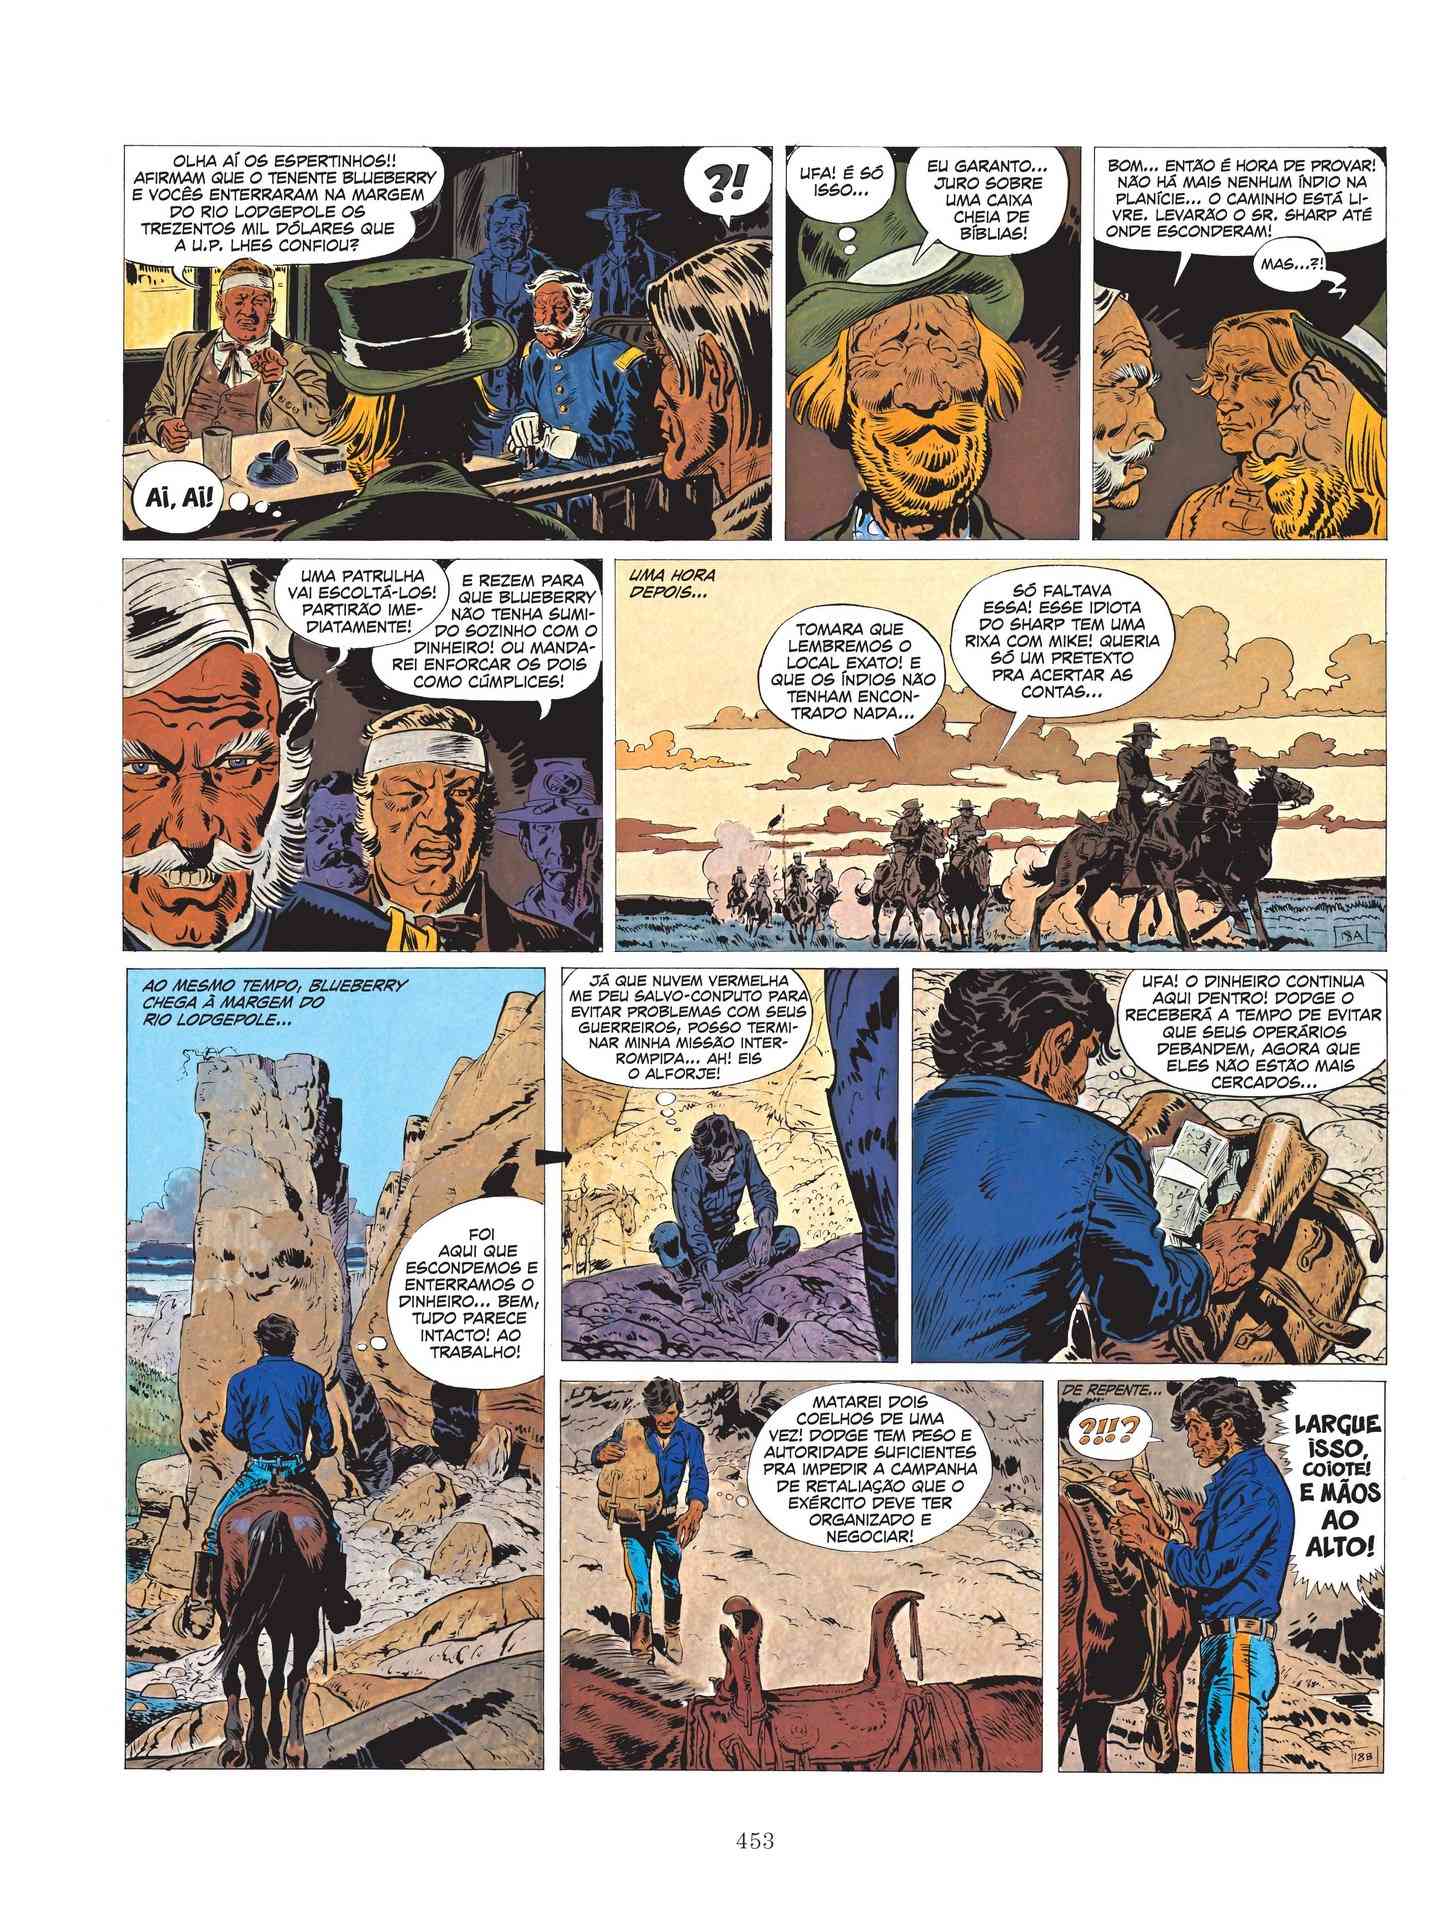 OLHA AÍ OS ESPERTINHOS!!
AFIRMAM QUE O TENENTE BLUEBERRY
E VOCÊS ENTERRARAM NA MARGEM
DO RIO LODGEPOLE OS
TREZENTOS MIL DÓLARES QUE
A U.P. LHES CONFIOU?
?!
AI, AI!
UFA! É SÓ
ISSO...
EU GARANTO...
JURO SOBRE
UMA CAIXA
CHEIA DE
BÍBLIAS!
BOM... ENTÃO É HORA DE PROVAR!
NÃO HÁ MAIS NENHUM ÍNDIO NA
PLANÍCIE... O CAMINHO ESTÁ LI-
VRE. LEVARÃO O SR. SHARP ATÉ
ONDE ESCONDERAM!
MAS...?!
UMA PATRULHA
VAI ESCOLTÁ-LOS!
PARTIRÃO IME-
DIATAMENTE!
E REZEM PARA
QUE BLUEBERRY
NÃO TENHA SUMI-
DO SOZINHO COM O
DINHEIRO! OU MANDA-
REI ENFORCAR OS DOIS
COMO CÚMPLICES!
UMA HORA
DEPOIS...
TOMARA QUE
LEMBREMOS O
LOCAL EXATO! E
QUE OS ÍNDIOS NÃO
TENHAM ENCON-
TRADO NADA...
SÓ FALTAVA
ESSA! ESSE IDIOTA
DO SHARP TEM UMA
RIXA COM MIKE! QUERIA
SÓ UM PRETEXTO
PRA ACERTAR AS
CONTAS...
18A
AO MESMO TEMPO, BLUEBERRY
CHEGA À MARGEM DO
RIO LODGEPOLE...
FOI
AQUI QUE
ESCONDEMOS E
ENTERRAMOS O
DINHEIRO... BEM,
TUDO PARECE
INTACTO! AO
TRABALHO!
JÁ QUE NUVEM VERMELHA
ME DEU SALVO-CONDUTO PARA
EVITAR PROBLEMAS COM SEUS
GUERREIROS, POSSO TERMI-
NAR MINHA MISSÃO INTER-
ROMPIDA... AH! EIS
O ALFORJE!
UFA! O DINHEIRO CONTINUA
AQUI DENTRO! DODGE O
RECEBERÁ A TEMPO DE EVITAR
QUE SEUS OPERÁRIOS
DEBANDEM, AGORA QUE
ELES NÃO ESTÃO MAIS
CERCADOS...
MATAREI DOIS
COELHOS DE UMA
VEZ! DODGE TEM PESO E
AUTORIDADE SUFICIENTES
PRA IMPEDIR A CAMPANHA
DE RETALIAÇÃO QUE O
EXÉRCITO DEVE TER
ORGANIZADO E
NEGOCIAR!
DE REPENTE...
?!!?
LARGUE
ISSO,
COIOTE!
E MÃOS
AO
ALTO!
18B
453